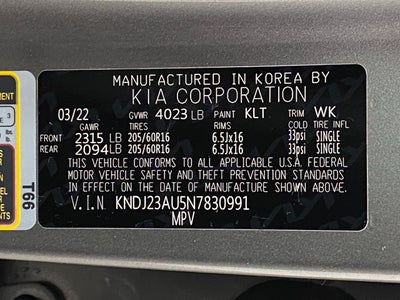 MANUFACTURED IN KOREA BY
KIA CORPORATION
03/22 GVWR 4023 LB PAINT KLT TRIM WK
GAWR TIRES RIMS COLD TIRE INFL
FRONT 2315 LB 205/60R16 6.5Jx16 33psi SINGLE
REAR 2094 LB 205/60R16 6.5Jx16 33psi SINGLE
THIS VEHICLE CONFORMS TO ALL APPLICABLE U.S.A. FEDERAL
MOTOR VEHICLE SAFETY AND THEFT PREVENTION STANDARDS
IN EFFECT ON THE DATE OF MANUFACTURE SHOWN ABOVE.
V.I.N KNDJ23AU5N7830991
MPV
T66
MENT
3
lbs.